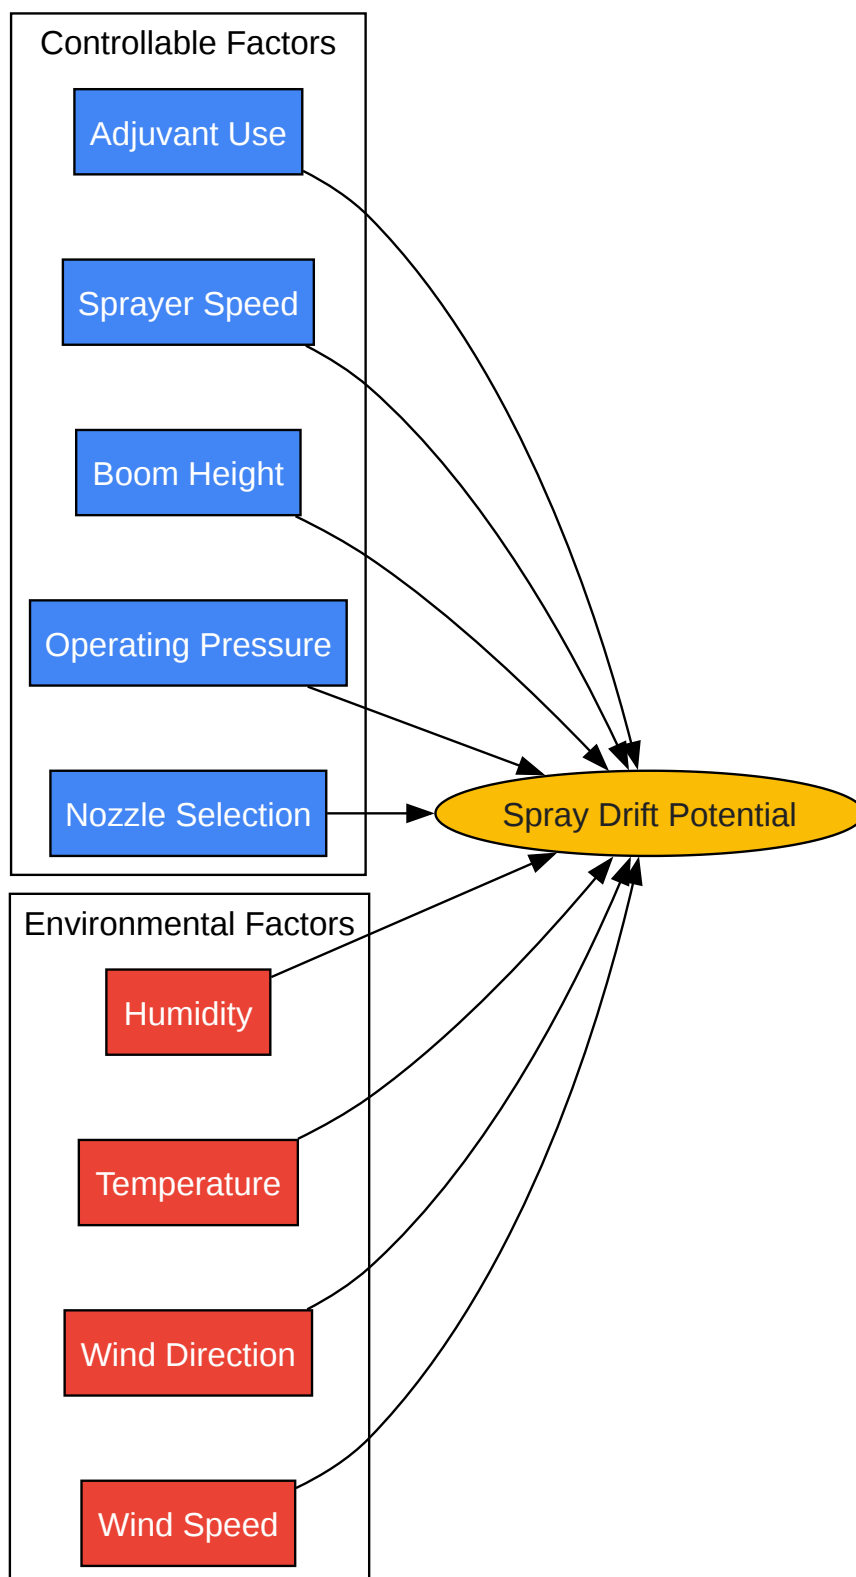 Controllable Factors
Adjuvant Use
Sprayer Speed
Boom Height
Operating Pressure
Nozzle Selection
Spray Drift Potential
Environmental Factors
Humidity
Temperature
Wind Direction
Wind Speed